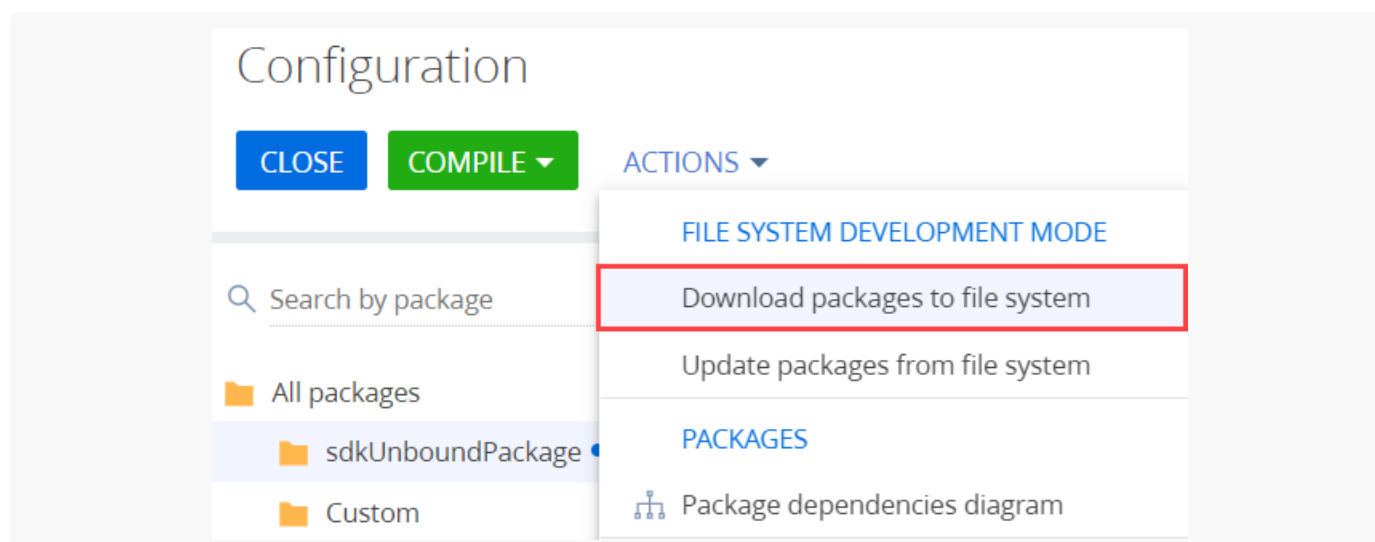 Configuration
CLOSE
COMPILE
ACTIONS
FILE SYSTEM DEVELOPMENT MODE
Search by package
Download packages to file system
Update packages from file system
All packages
sdkUnboundPackage
PACKAGES
Custom
Package dependencies diagram